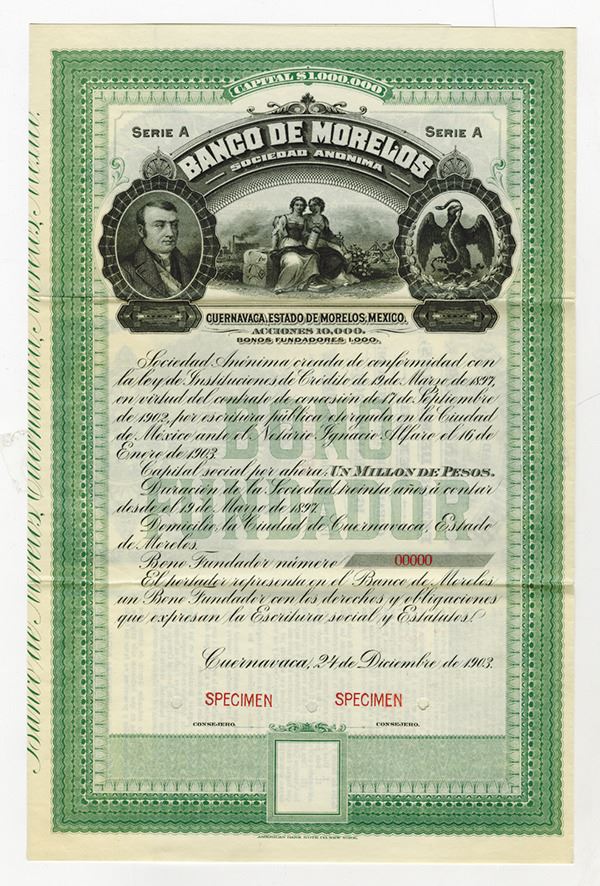 CAPITAL $1,000,000
SERIE A
SERIE A
BANCO DE MORELOS
SOCIEDAD ANONIMA
CUERNAVACA, ESTADO DE MORELOS, MEXICO.
ACCIONES 10,000.
BONOS FUNDADORES 1,000.
BONO
FUNDADOR
Sociedad Anónima creada de conformidad con
la ley de Instituciones de Crédito de 19 de Marzo de 1897,
en virtud del contrato de concesión de 17 de Septiembre
de 1902, por escritura pública otorgada en la Ciudad
de México ante el Notario Ignacio Alfaro el 16 de
Enero de 1903.
Capital social por ahora, UN MILLON DE PESOS.
Duración de la Sociedad, treinta años á contar
desde el 19 de Marzo de 1897.
Domicilio, la Ciudad de Cuernavaca, Estado
de Morelos.
Bono Fundador número 00000
El portador representa en el Banco de Morelos
un Bono Fundador con los derechos y obligaciones
que expresan la Escritura social y Estatutos.
Cuernavaca, 24 de Diciembre de 1903.
SPECIMEN SPECIMEN
CONSEJERO. CONSEJERO.
AMERICAN BANK NOTE CO. NEW YORK.
Banco de Morelos, Cuernavaca, Morelos, Mexico.